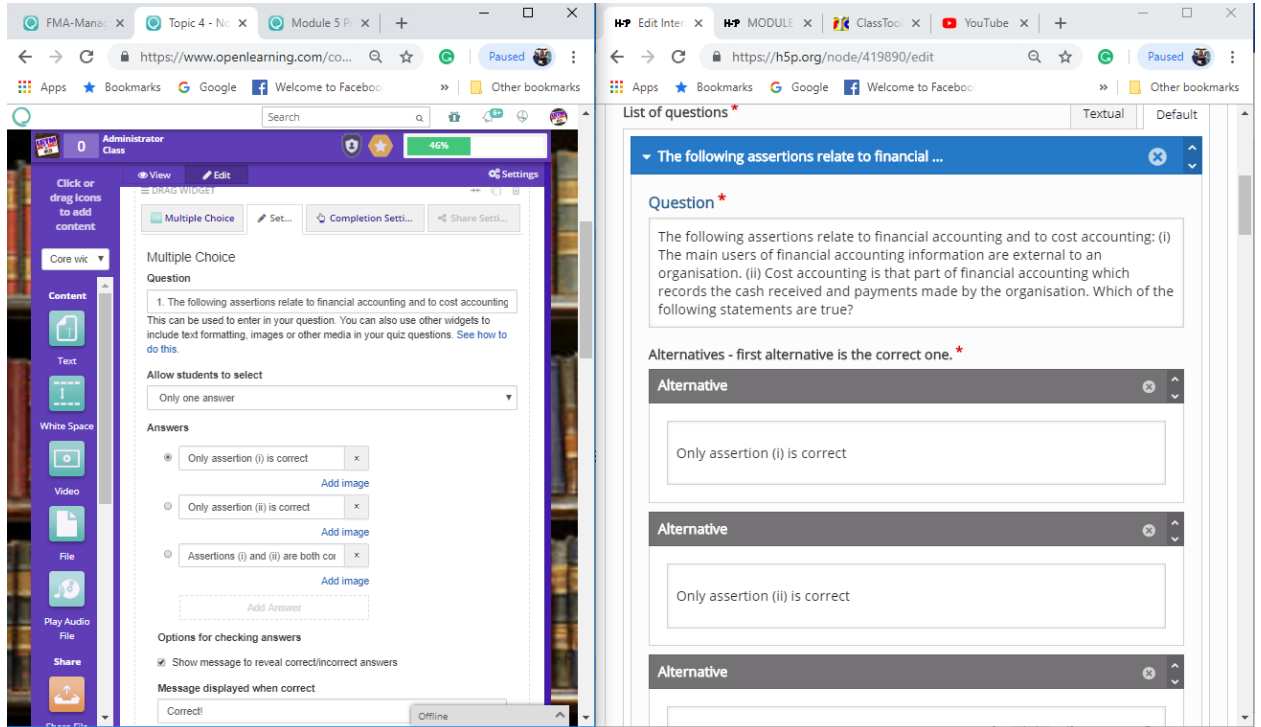 FMA-Manag
Topic 4 - No
Module 5 P
https://www.openlearning.com/co...
Paused
Apps
Bookmarks
Google
Welcome to Faceboo
»
Other bookmarks
Search
0
Administrator
Class
46%
Click or
drag icons
to add
content
Core wic
Content
Text
White Space
Video
File
Play Audio
File
Share
View
Edit
Settings
DRAG WIDGET
Multiple Choice
Set...
Completion Setti...
Share Setti...
Multiple Choice
Question
1. The following assertions relate to financial accounting and to cost accounting
This can be used to enter in your question. You can also use other widgets to
include text formatting, images or other media in your quiz questions. See how to
do this.
Allow students to select
Only one answer
Answers
Only assertion (i) is correct
Add image
Only assertion (ii) is correct
Add image
Assertions (i) and (ii) are both cor
Add image
Add Answer
Options for checking answers
Show message to reveal correct/incorrect answers
Message displayed when correct
Correct!
Offline
H-P Edit Inter
H-P MODULE
ClassTool
YouTube
https://h5p.org/node/419890/edit
Paused
Apps
Bookmarks
Google
Welcome to Faceboo
»
Other bookmarks
List of questions *
Textual
Default
The following assertions relate to financial ...
Question *
The following assertions relate to financial accounting and to cost accounting: (i)
The main users of financial accounting information are external to an
organisation. (ii) Cost accounting is that part of financial accounting which
records the cash received and payments made by the organisation. Which of the
following statements are true?
Alternatives - first alternative is the correct one. *
Alternative
Only assertion (i) is correct
Alternative
Only assertion (ii) is correct
Alternative